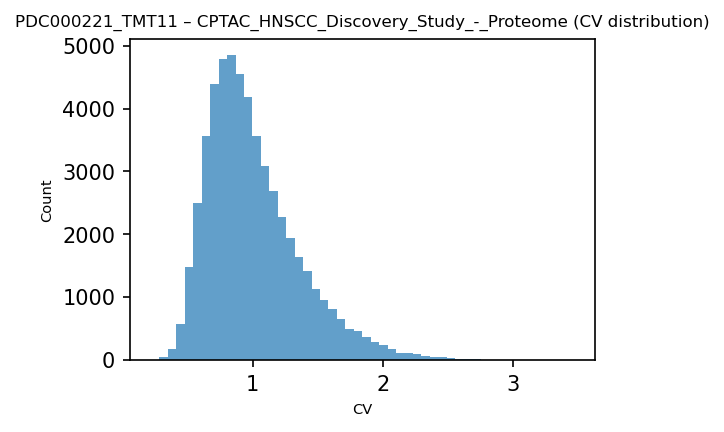 PDC000221_TMT11 – CPTAC_HNSCC_Discovery_Study_-_Proteome (CV distribution)
5000
4000
3000
2000
1000
0
Count
1 2 3
CV